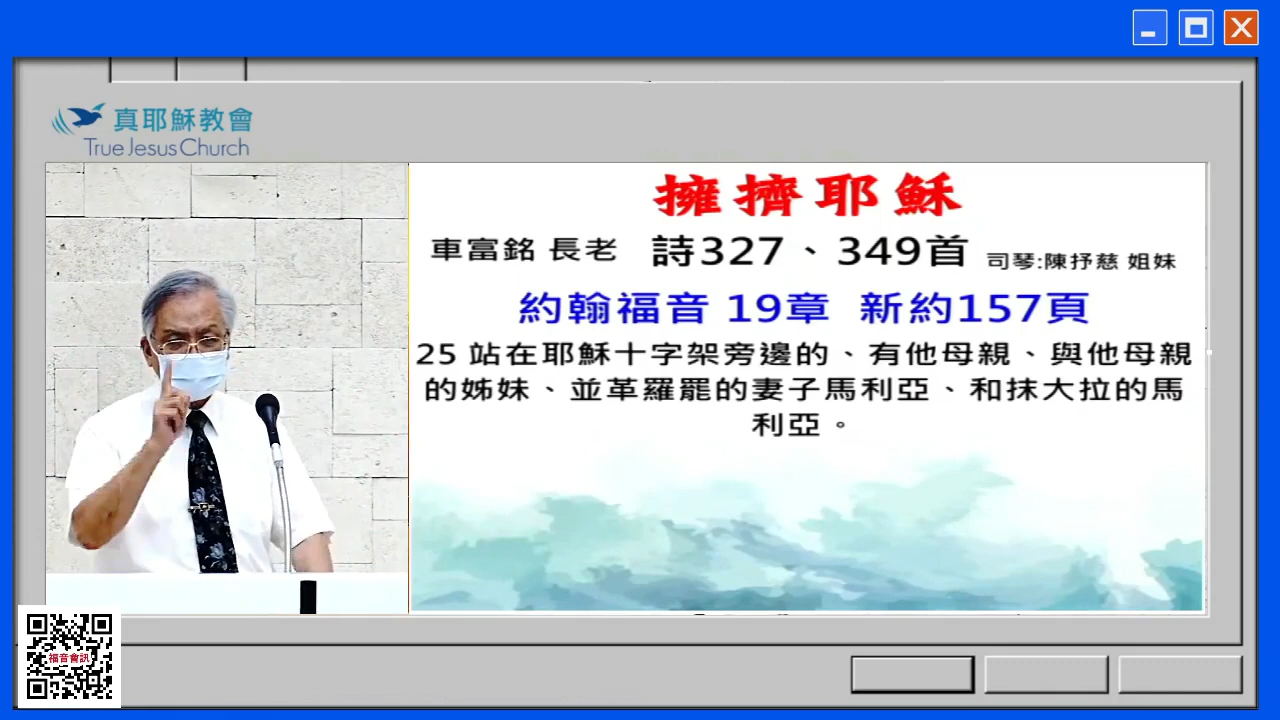 真耶穌教會
True Jesus Church
擁擠耶穌
車富銘 長老 詩327、349首 司琴:陳抒慈 姐妹
約翰福音 19章 新約157頁
25 站在耶穌十字架旁邊的、有他母親、與他母親
的姊妹、並革羅罷的妻子馬利亞、和抹大拉的馬
利亞。
福音會訊